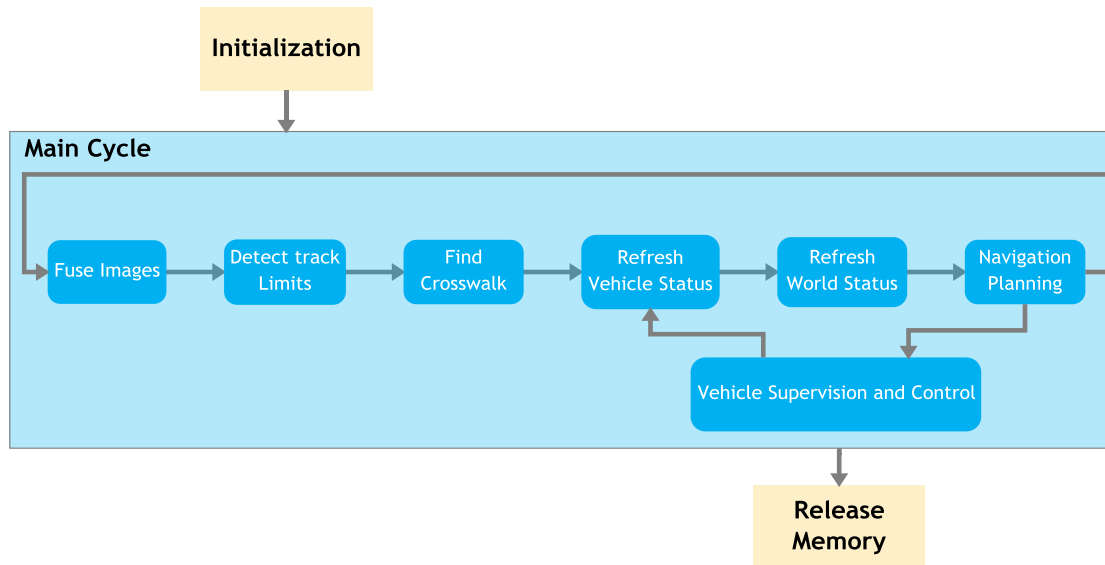 Initialization
Main Cycle
Fuse Images
Detect track
Limits
Find
Crosswalk
Refresh
Vehicle Status
Refresh
World Status
Navigation
Planning
Vehicle Supervision and Control
Release
Memory